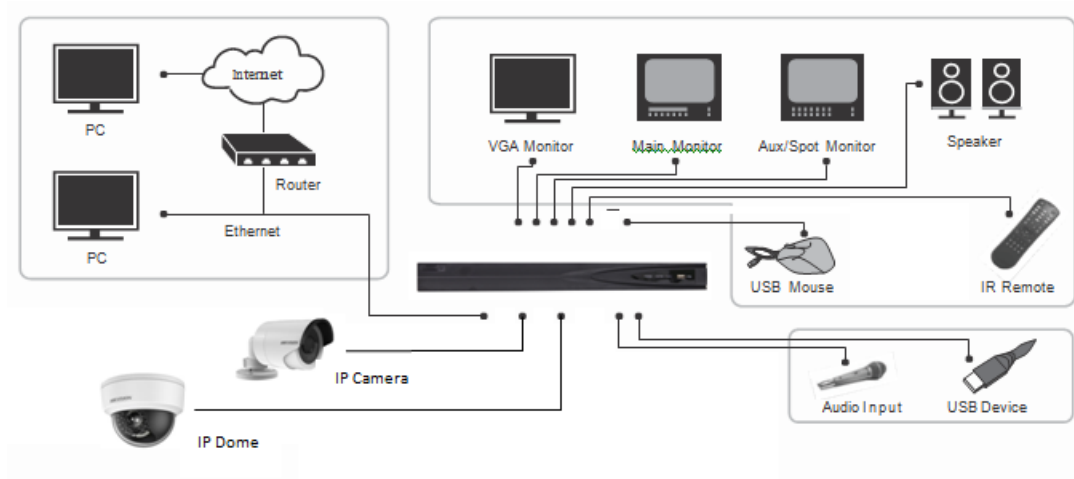 PC
Internet
Router
PC
Ethernet
VGA Monitor
Main Monitor
Aux/Spot Monitor
Speaker
USB Mouse
IR Remote
IP Camera
IP Dome
Audio Input
USB Device